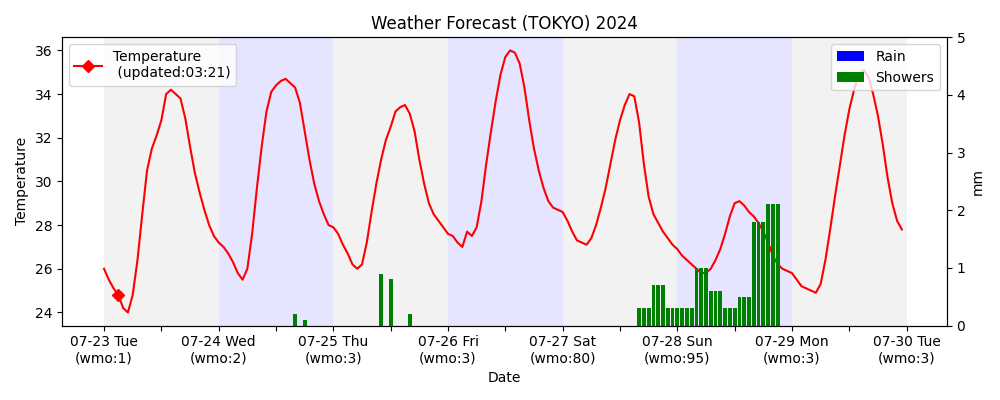 Weather Forecast (TOKYO) 2024
Temperature
(updated:03:21)
Rain
Showers
36
34
32
30
28
26
24
Temperature
5
4
3
2
1
0
mm
07-23 Tue
(wmo:1)
07-24 Wed
(wmo:2)
07-25 Thu
(wmo:3)
07-26 Fri
(wmo:3)
07-27 Sat
(wmo:80)
07-28 Sun
(wmo:95)
07-29 Mon
(wmo:3)
07-30 Tue
(wmo:3)
Date